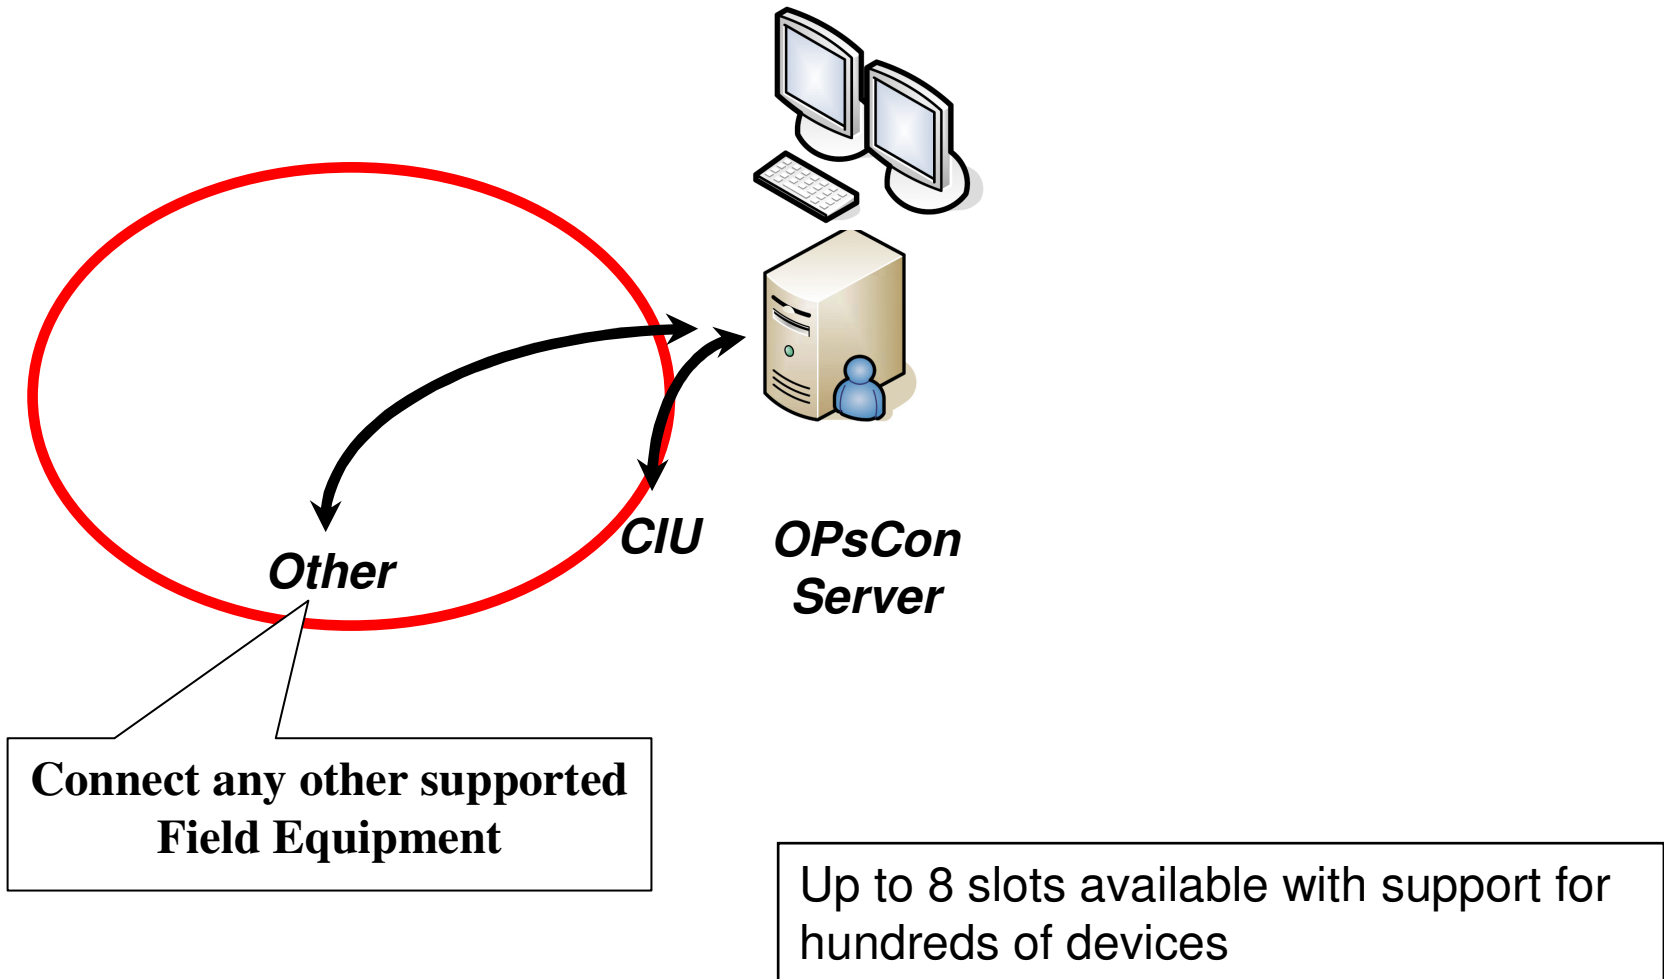 CIU
OPsCon
Server
Other
Connect any other supported
Field Equipment
Up to 8 slots available with support for
hundreds of devices